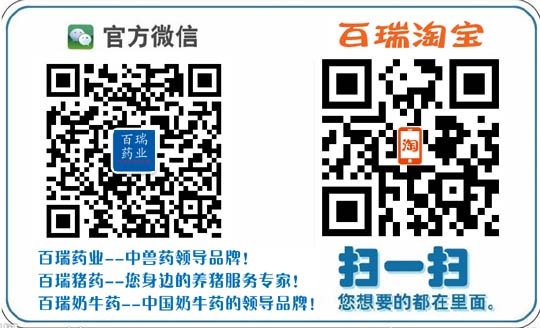 官方微信
百瑞淘宝
百瑞
药业
淘
百瑞药业--中兽药领导品牌!
百瑞猪药--您身边的养猪服务专家!
百瑞奶牛药--中国奶牛药的领导品牌!
扫一扫
您想要的都在里面。